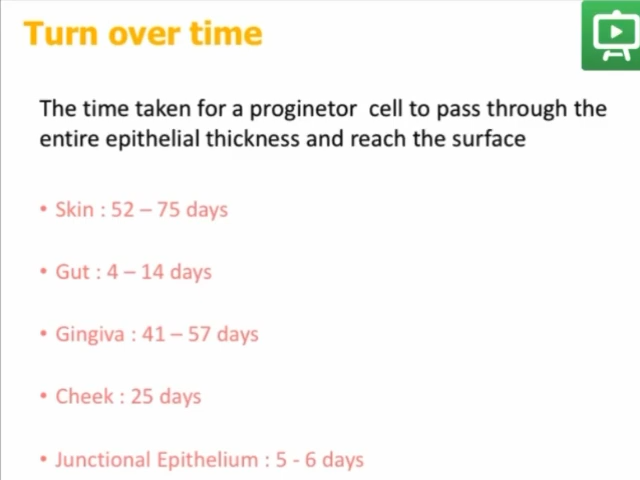 Turn over time
The time taken for a proginetor cell to pass through the
entire epithelial thickness and reach the surface
• Skin : 52 – 75 days
• Gut : 4 – 14 days
• Gingiva : 41 – 57 days
• Cheek : 25 days
• Junctional Epithelium : 5 - 6 days